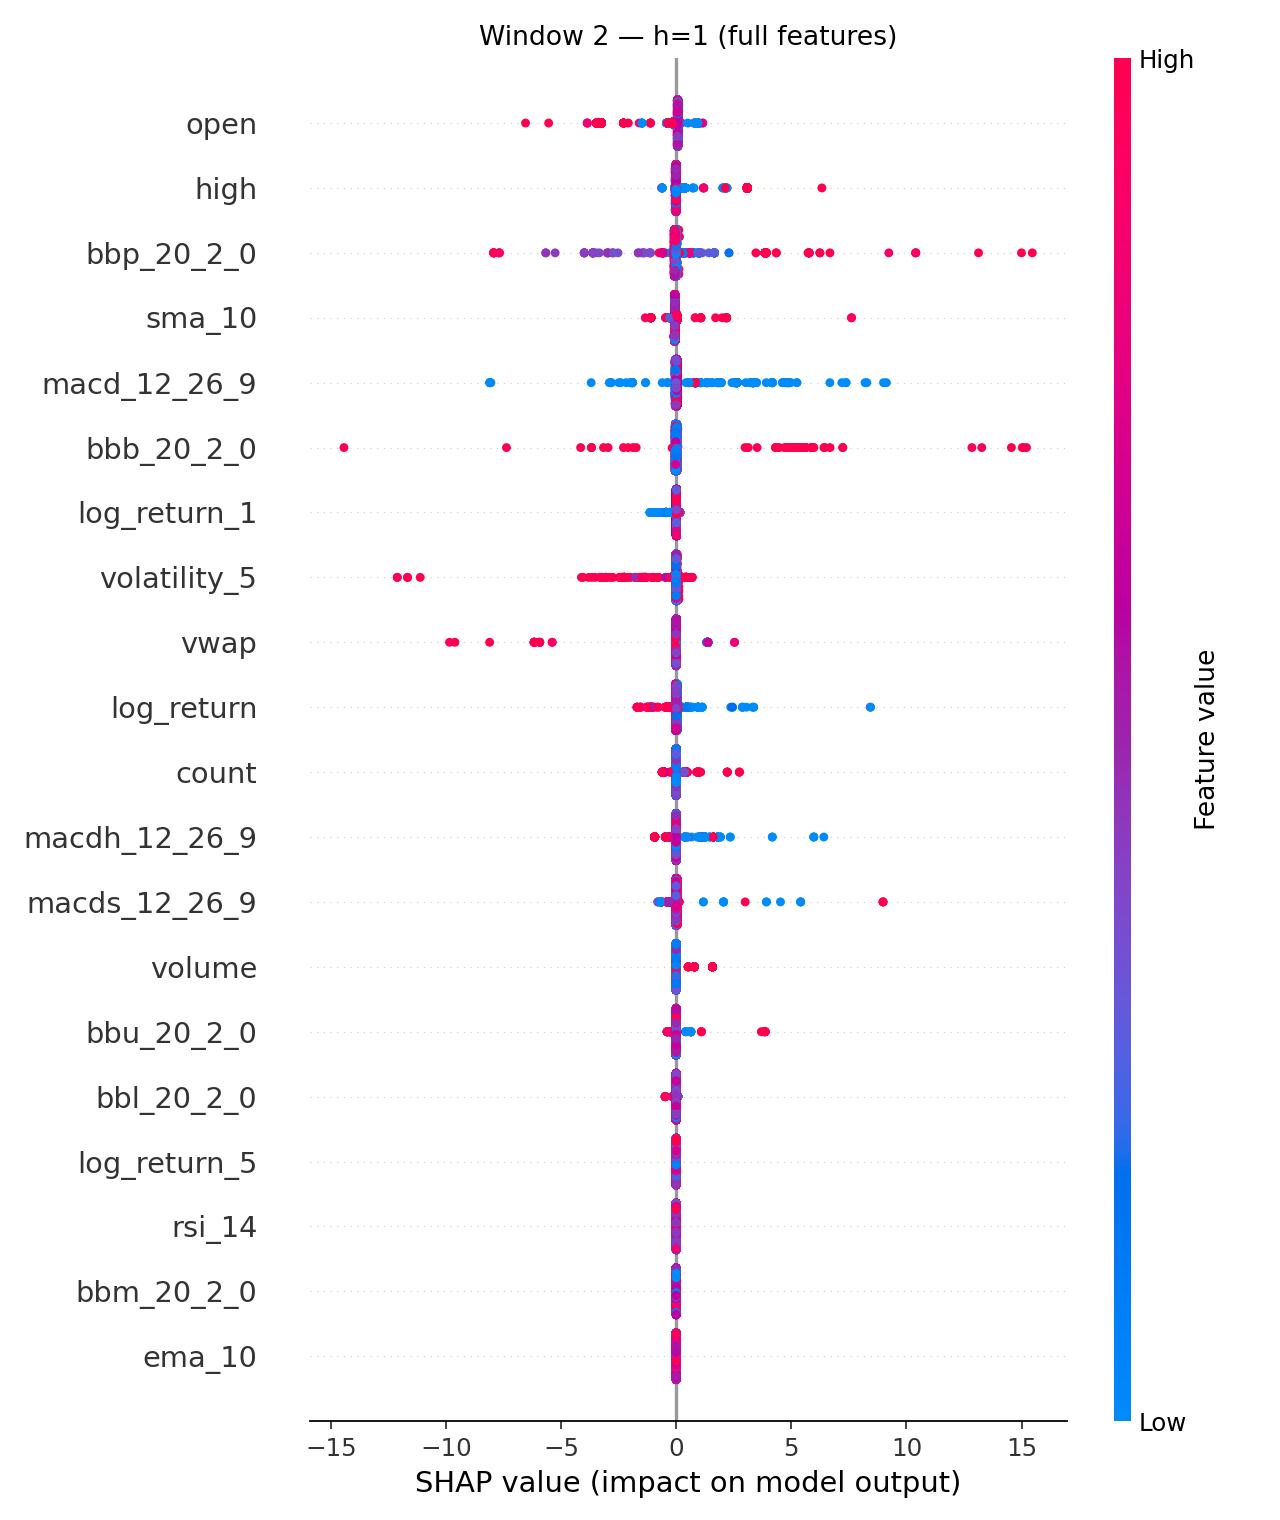 Window 2 — h=1 (full features)
High
open
high
bbp_20_2_0
sma_10
macd_12_26_9
bbb_20_2_0
log_return_1
volatility_5
vwap
log_return
count
macdh_12_26_9
macds_12_26_9
volume
bbu_20_2_0
bbl_20_2_0
log_return_5
rsi_14
bbm_20_2_0
ema_10
Feature value
Low
−15 −10 −5 0 5 10 15
SHAP value (impact on model output)